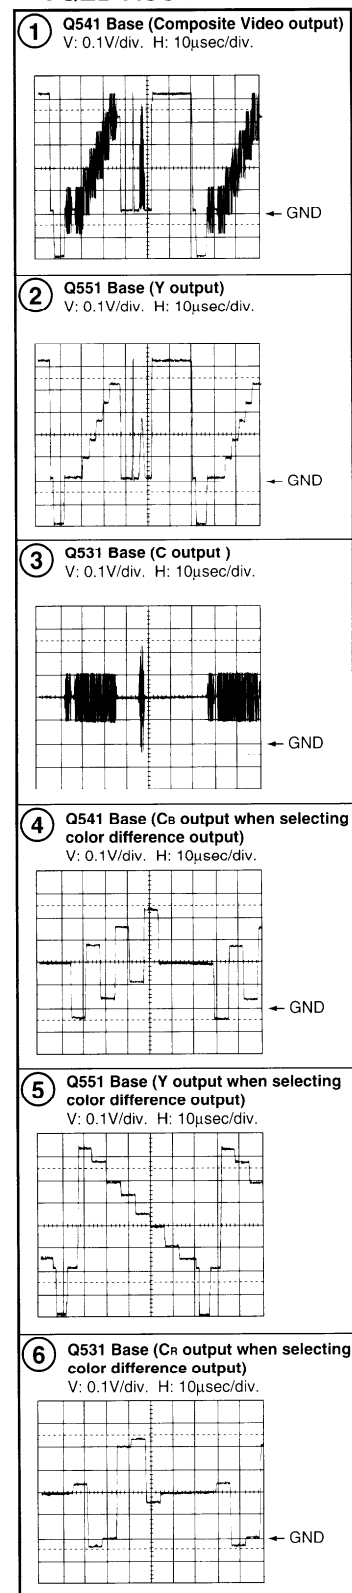 1 Q541 Base (Composite Video output)
V: 0.1V/div. H: 10μsec/div.
← GND
2 Q551 Base (Y output)
V: 0.1V/div. H: 10μsec/div.
← GND
3 Q531 Base (C output )
V: 0.1V/div. H: 10μsec/div.
← GND
4 Q541 Base (CB output when selecting
color difference output)
V: 0.1V/div. H: 10μsec/div.
← GND
5 Q551 Base (Y output when selecting
color difference output)
V: 0.1V/div. H: 10μsec/div.
6 Q531 Base (CR output when selecting
color difference output)
V: 0.1V/div. H: 10μsec/div.
← GND